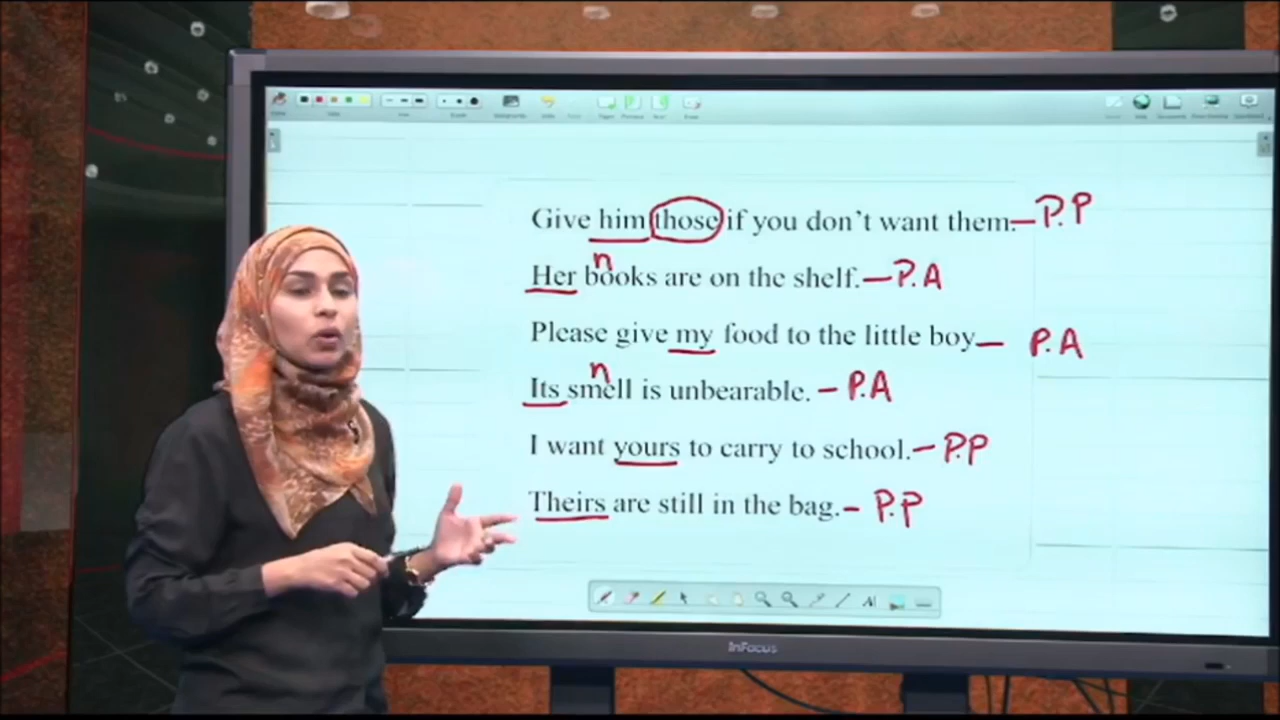 Give him those if you don't want them. — P.P
n
Her books are on the shelf. — P.A
Please give my food to the little boy — P.A
n
Its smell is unbearable. – P.A
I want yours to carry to school. – P.P
Theirs are still in the bag. – P.P
InFocus